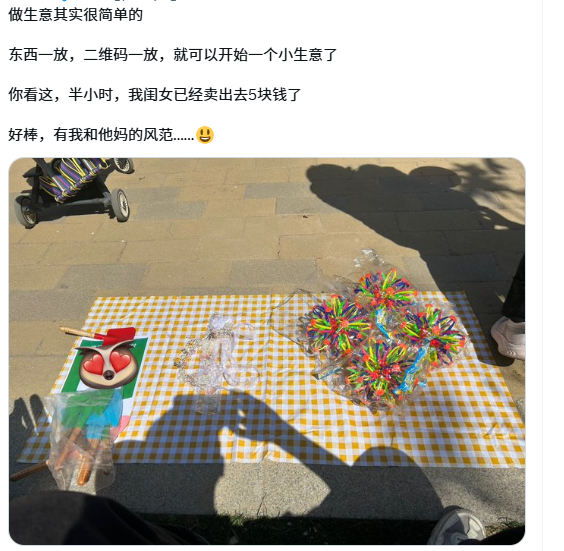 做生意其实很简单的
东西一放，二维码一放，就可以开始一个小生意了
你看这，半小时，我闺女已经卖出去5块钱了
好棒，有我和他妈的风范......😃